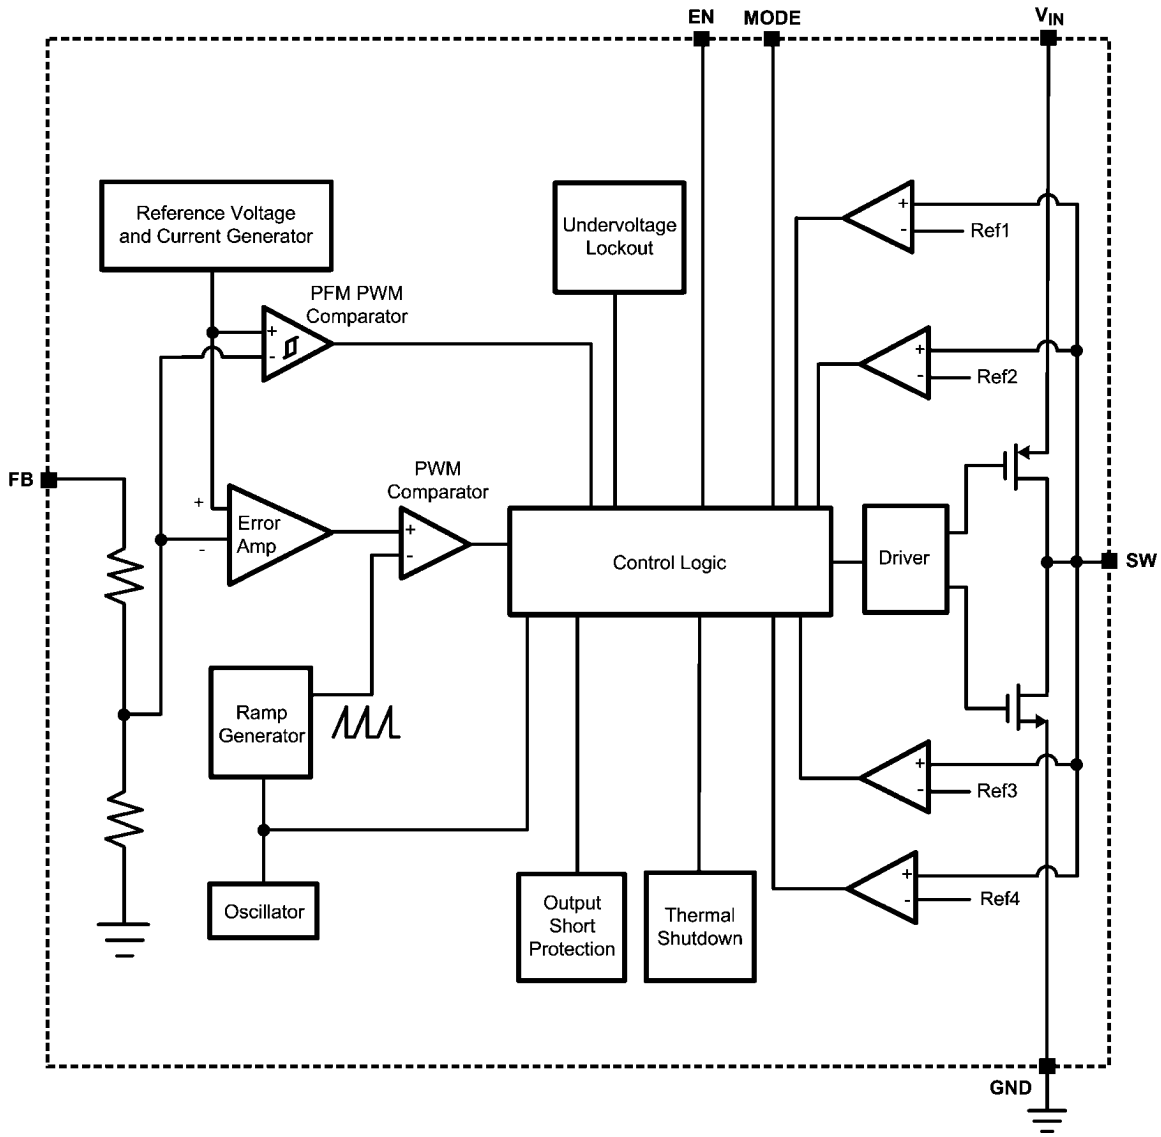 EN
MODE
VIN
Reference Voltage
and Current Generator
Undervoltage
Lockout
+
-
Ref1
PFM PWM
Comparator
+
-
+
-
Ref2
FB
PWM
Comparator
+
-
Error
Amp
+
-
Control Logic
Driver
SW
Ramp
Generator
+
-
Ref3
Oscillator
Output
Short
Protection
Thermal
Shutdown
+
-
Ref4
GND